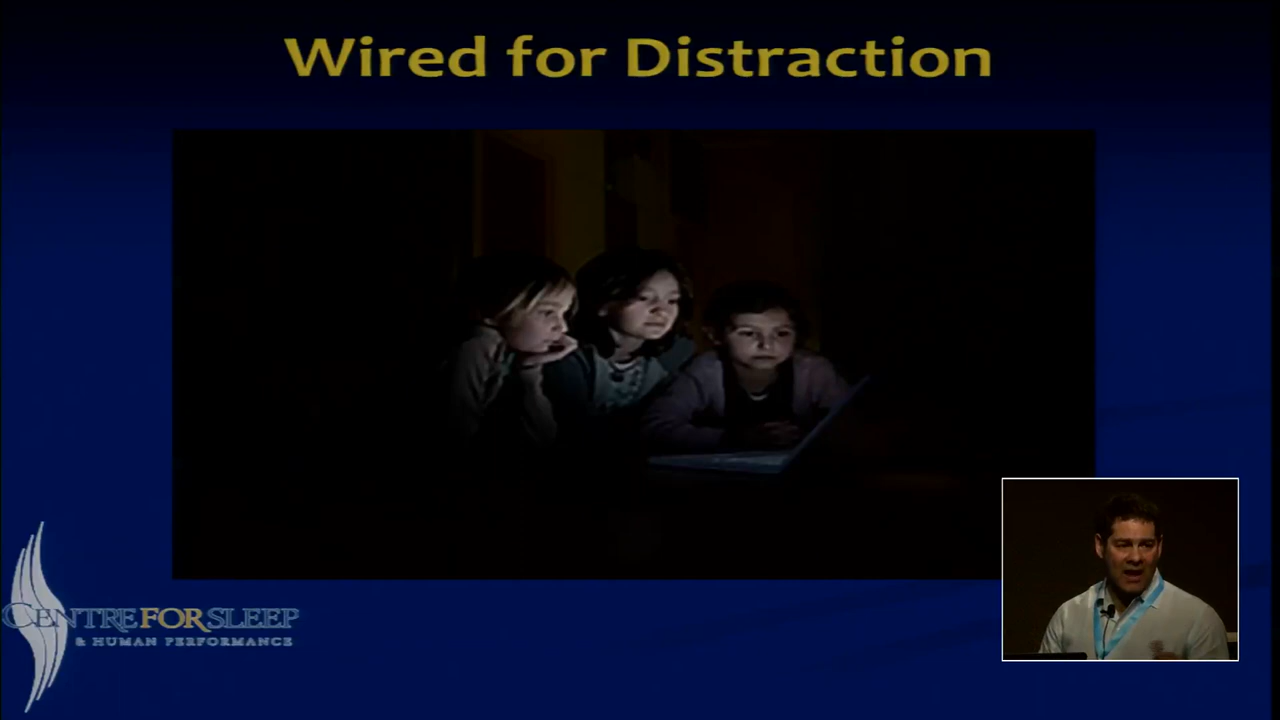 Wired for Distraction
CENTRE FOR SLEEP
& HUMAN PERFORMANCE